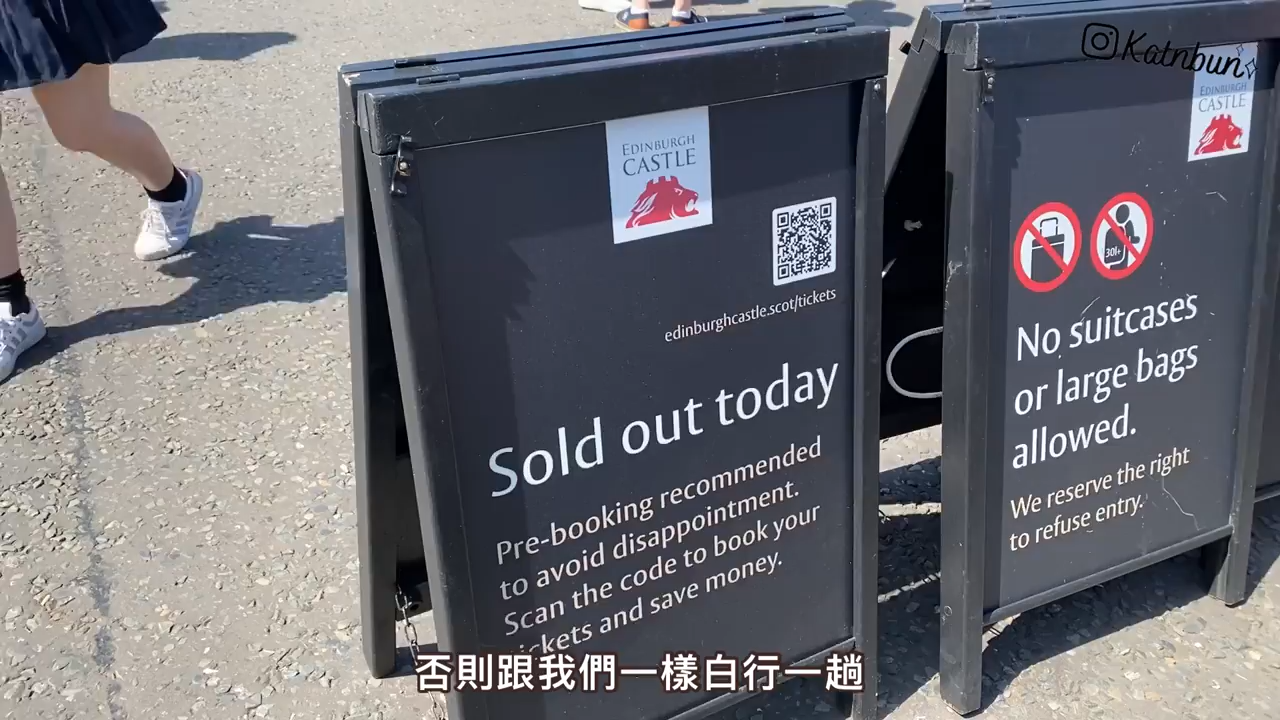 EDINBURGH
CASTLE
edinburghcastle.scot/tickets
Sold out today
Pre-booking recommended
to avoid disappointment.
Scan the code to book your
tickets and save money.
Katnbun
EDINBURGH
CASTLE
30l+
No suitcases
or large bags
allowed.
We reserve the right
to refuse entry.
否則跟我們一樣白行一趟